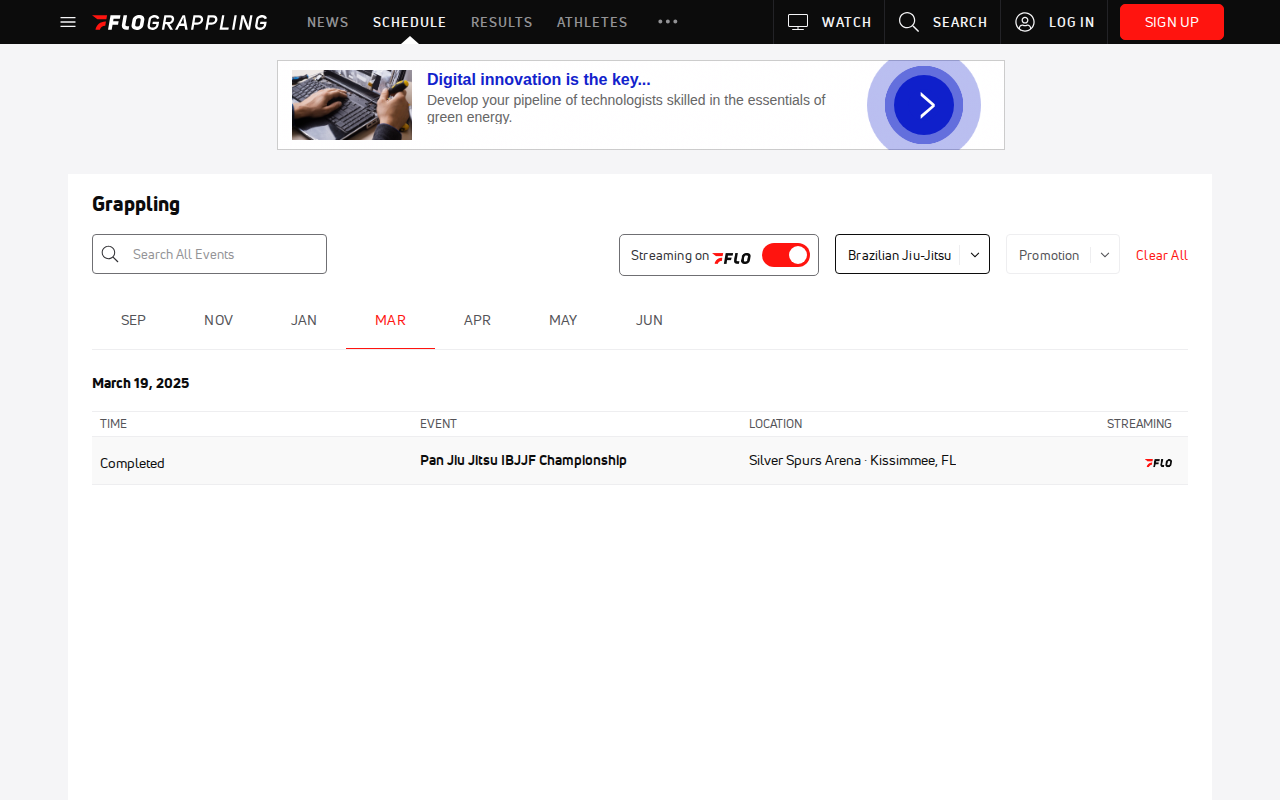 FLOGRAPPLING NEWS SCHEDULE RESULTS ATHLETES WATCH SEARCH LOG IN SIGN UP
Digital innovation is the key...
Develop your pipeline of technologists skilled in the essentials of
green energy.
Grappling
Search All Events Streaming on FLO Brazilian Jiu-Jitsu Promotion Clear All
SEP NOV JAN MAR APR MAY JUN
March 19, 2025
TIME EVENT LOCATION STREAMING
Completed Pan Jiu Jitsu IBJJF Championship Silver Spurs Arena · Kissimmee, FL FLO